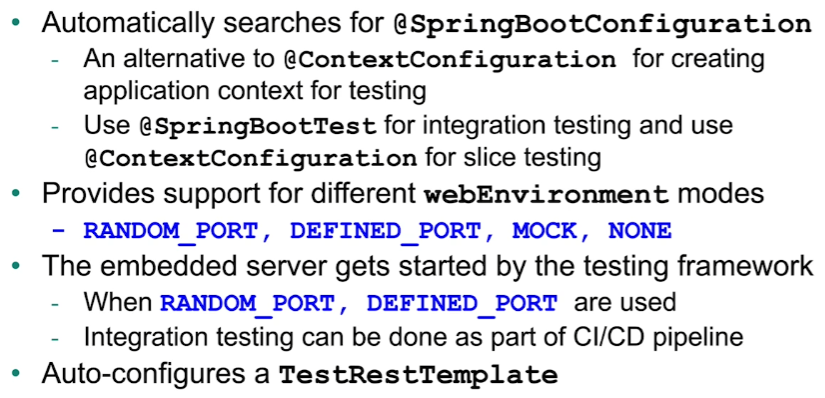 • Automatically searches for @SpringBootConfiguration
- An alternative to @ContextConfiguration for creating
application context for testing
- Use @SpringBootTest for integration testing and use
@ContextConfiguration for slice testing
• Provides support for different webEnvironment modes
- RANDOM_PORT, DEFINED_PORT, MOCK, NONE
• The embedded server gets started by the testing framework
- When RANDOM_PORT, DEFINED_PORT are used
- Integration testing can be done as part of CI/CD pipeline
• Auto-configures a TestRestTemplate